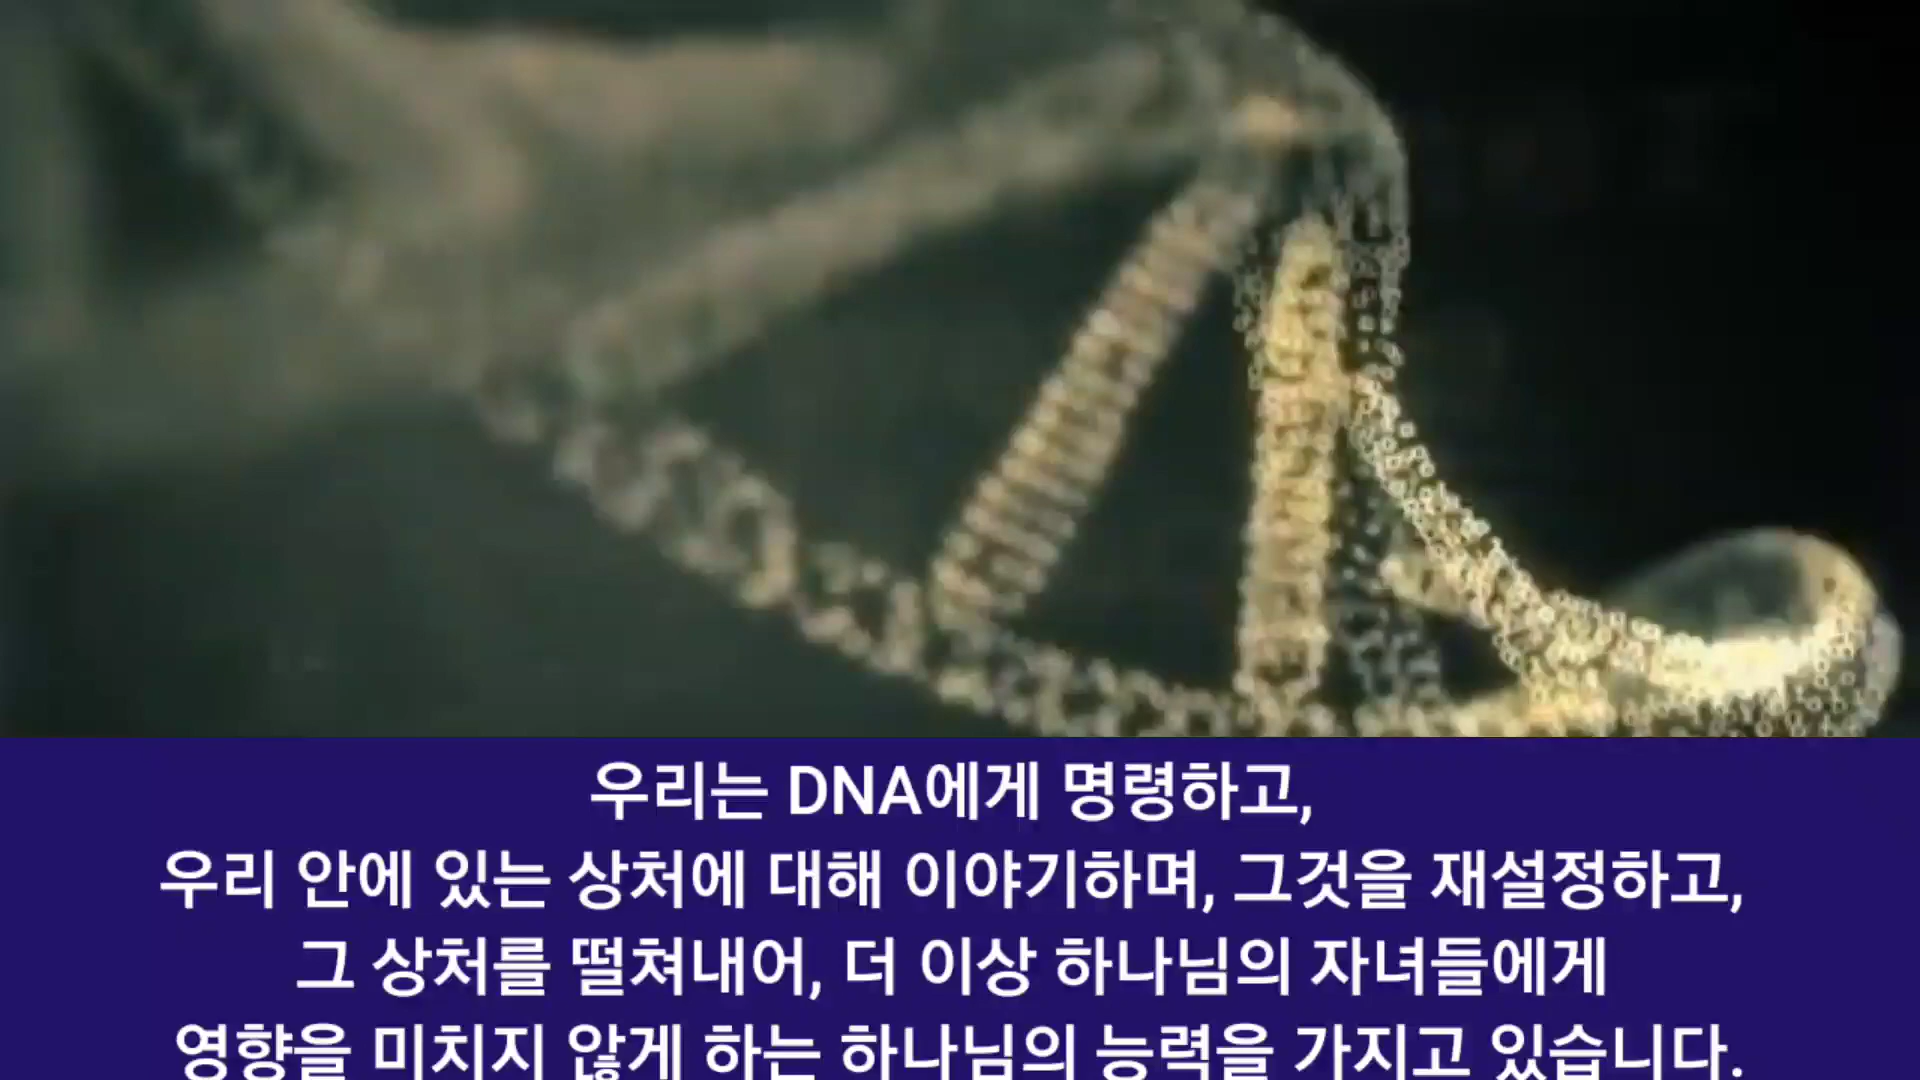 우리는 DNA에게 명령하고,
우리 안에 있는 상처에 대해 이야기하며, 그것을 재설정하고,
그 상처를 떨쳐내어, 더 이상 하나님의 자녀들에게
영향을 미치지 않게 하는 하나님의 능력을 가지고 있습니다.